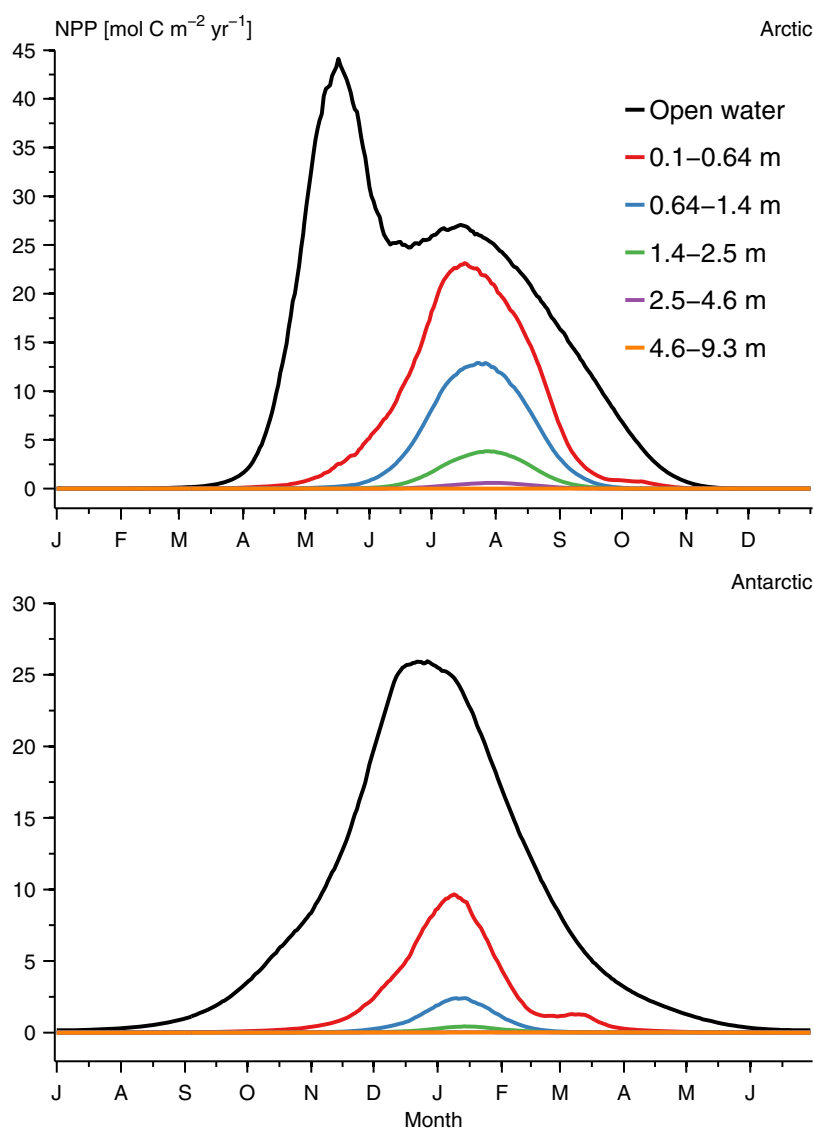 NPP [mol C m−2 yr−1]
Arctic
45
40
35
30
25
20
15
10
5
0
Open water
0.1−0.64 m
0.64−1.4 m
1.4−2.5 m
2.5−4.6 m
4.6−9.3 m
J F M A M J J A S O N D
Antarctic
30
25
20
15
10
5
0
J A S O N D J F M A M J
Month